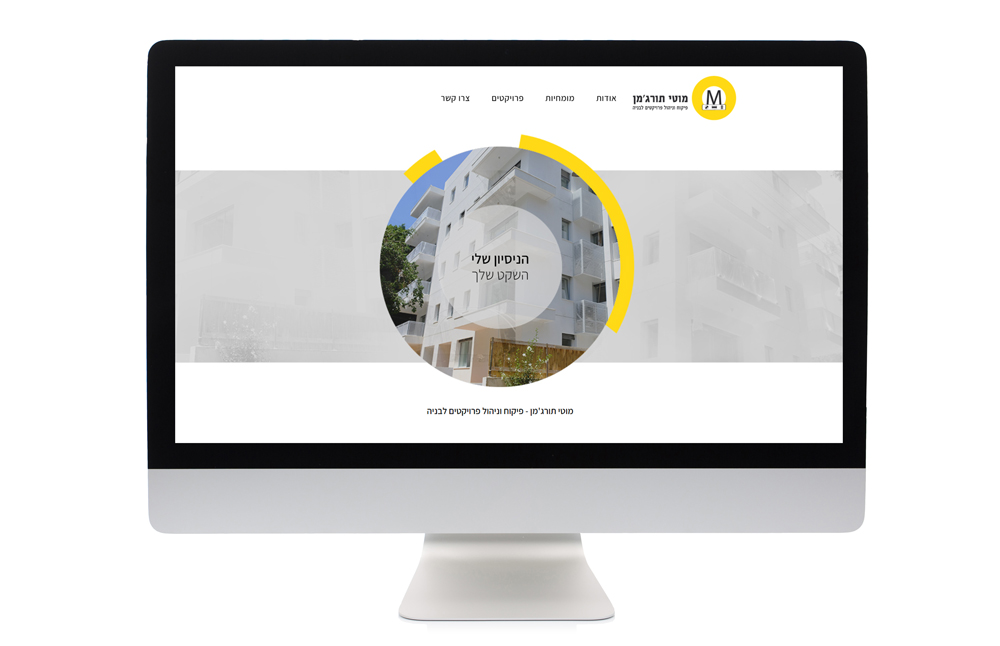 M
מוטי תורג'מן
פיקוח וניהול פרויקטים לבניה
אודות
מומחיות
פרויקטים
צרו קשר
הניסיון שלי
השקט שלך
מוטי תורג'מן - פיקוח וניהול פרויקטים לבניה